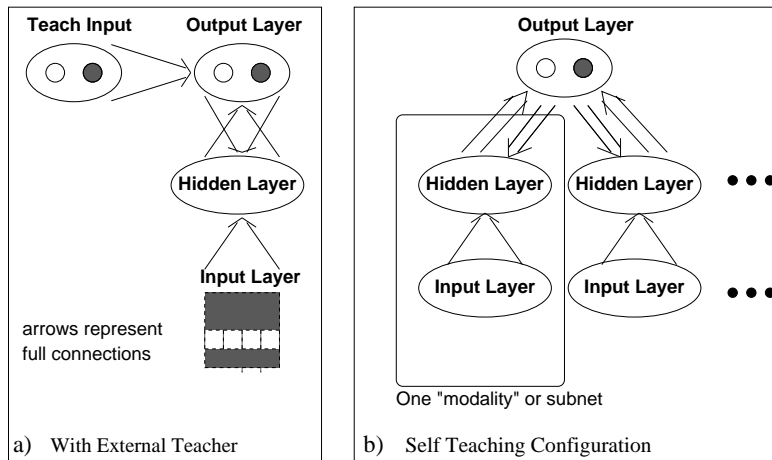 Teach Input
Output Layer
Hidden Layer
Input Layer
arrows represent
full connections
a) With External Teacher
Output Layer
Hidden Layer
Hidden Layer
Input Layer
Input Layer
One "modality" or subnet
b) Self Teaching Configuration